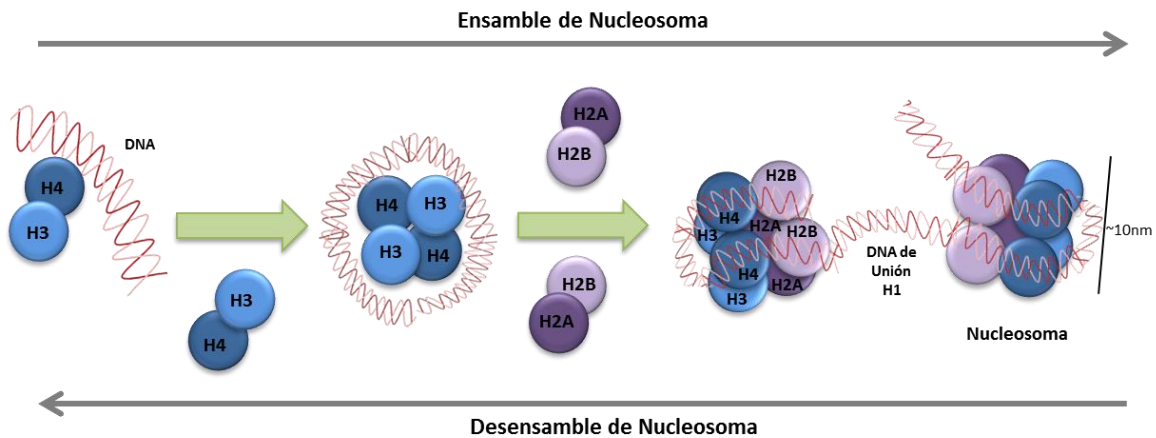 Ensamble de Nucleosoma
DNA
H4
H3
H3
H4
H4
H3
H3
H4
H2A
H2B
H2B
H2A
H2B
H4
H2A
H2B
H3
H4
H2A
H3
DNA de
Unión
H1
~10nm
Nucleosoma
Desensamble de Nucleosoma